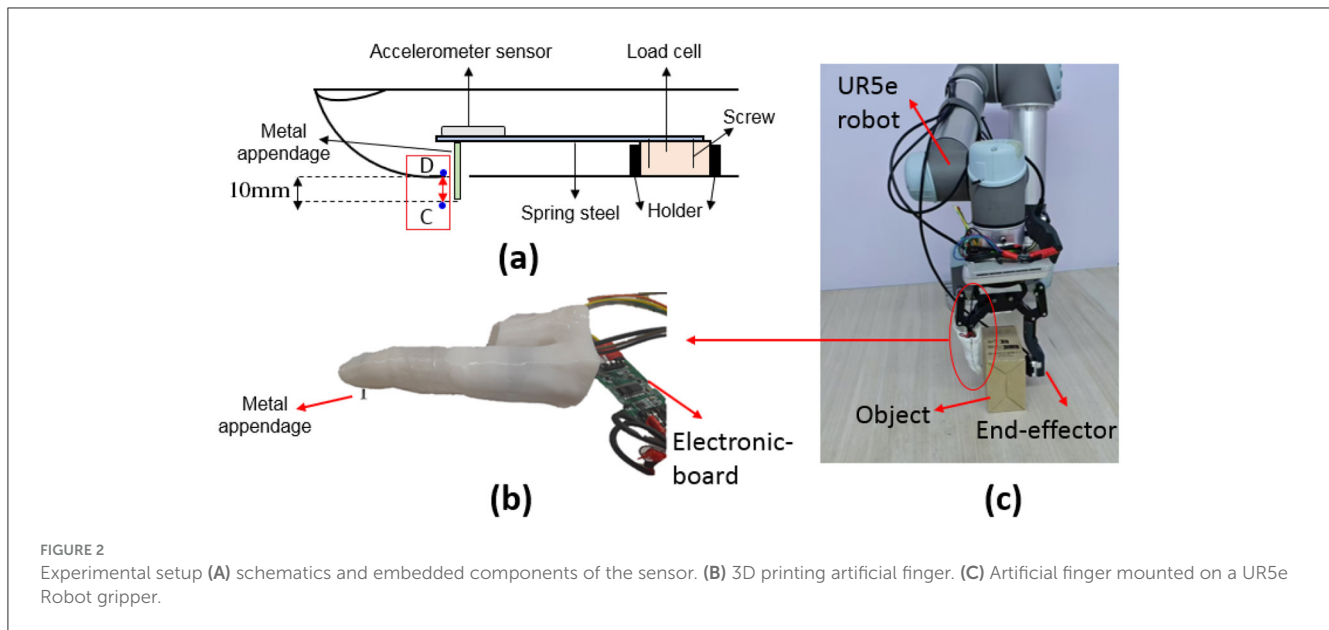 Accelerometer sensor
Load cell
Screw
Metal
appendage
D
10mm
C
Spring steel
Holder
(a)
Metal
appendage
Electronic-
board
(b)
UR5e
robot
Object
End-effector
(c)
FIGURE 2
Experimental setup (A) schematics and embedded components of the sensor. (B) 3D printing artificial finger. (C) Artificial finger mounted on a UR5e
Robot gripper.